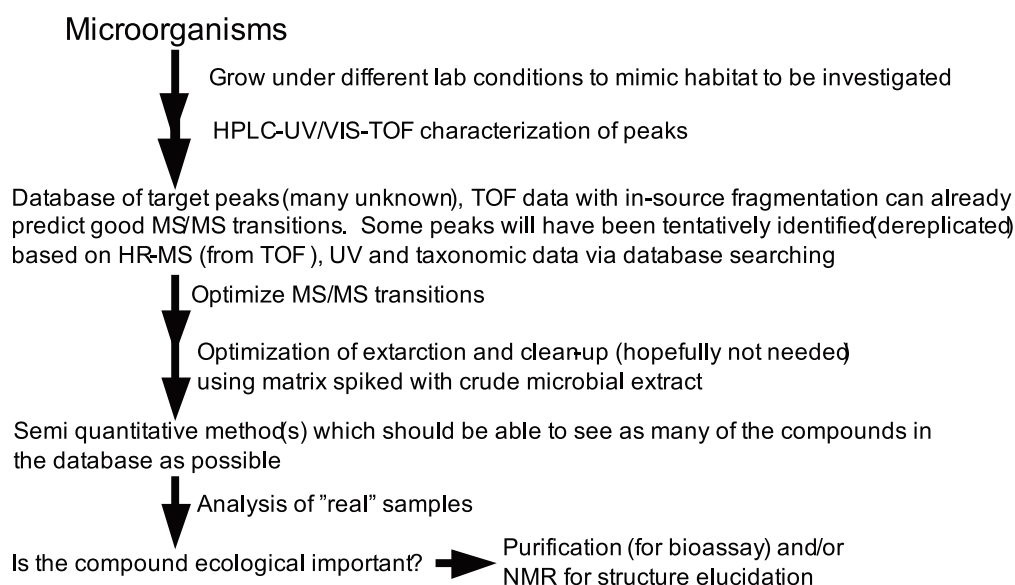 Microorganisms
Grow under different lab conditions to mimic habitat to be investigated
HPLC-UV/VIS-TOF characterization of peaks
Database of target peaks (many unknown), TOF data with in-source fragmentation can already
predict good MS/MS transitions. Some peaks will have been tentatively identified (dereplicated)
based on HR-MS (from TOF), UV and taxonomic data via database searching
Optimize MS/MS transitions
Optimization of extarction and clean-up (hopefully not needed)
using matrix spiked with crude microbial extract
Semi quantitative method(s) which should be able to see as many of the compounds in
the database as possible
Analysis of ”real” samples
Is the compound ecological important?
Purification (for bioassay) and/or
NMR for structure elucidation